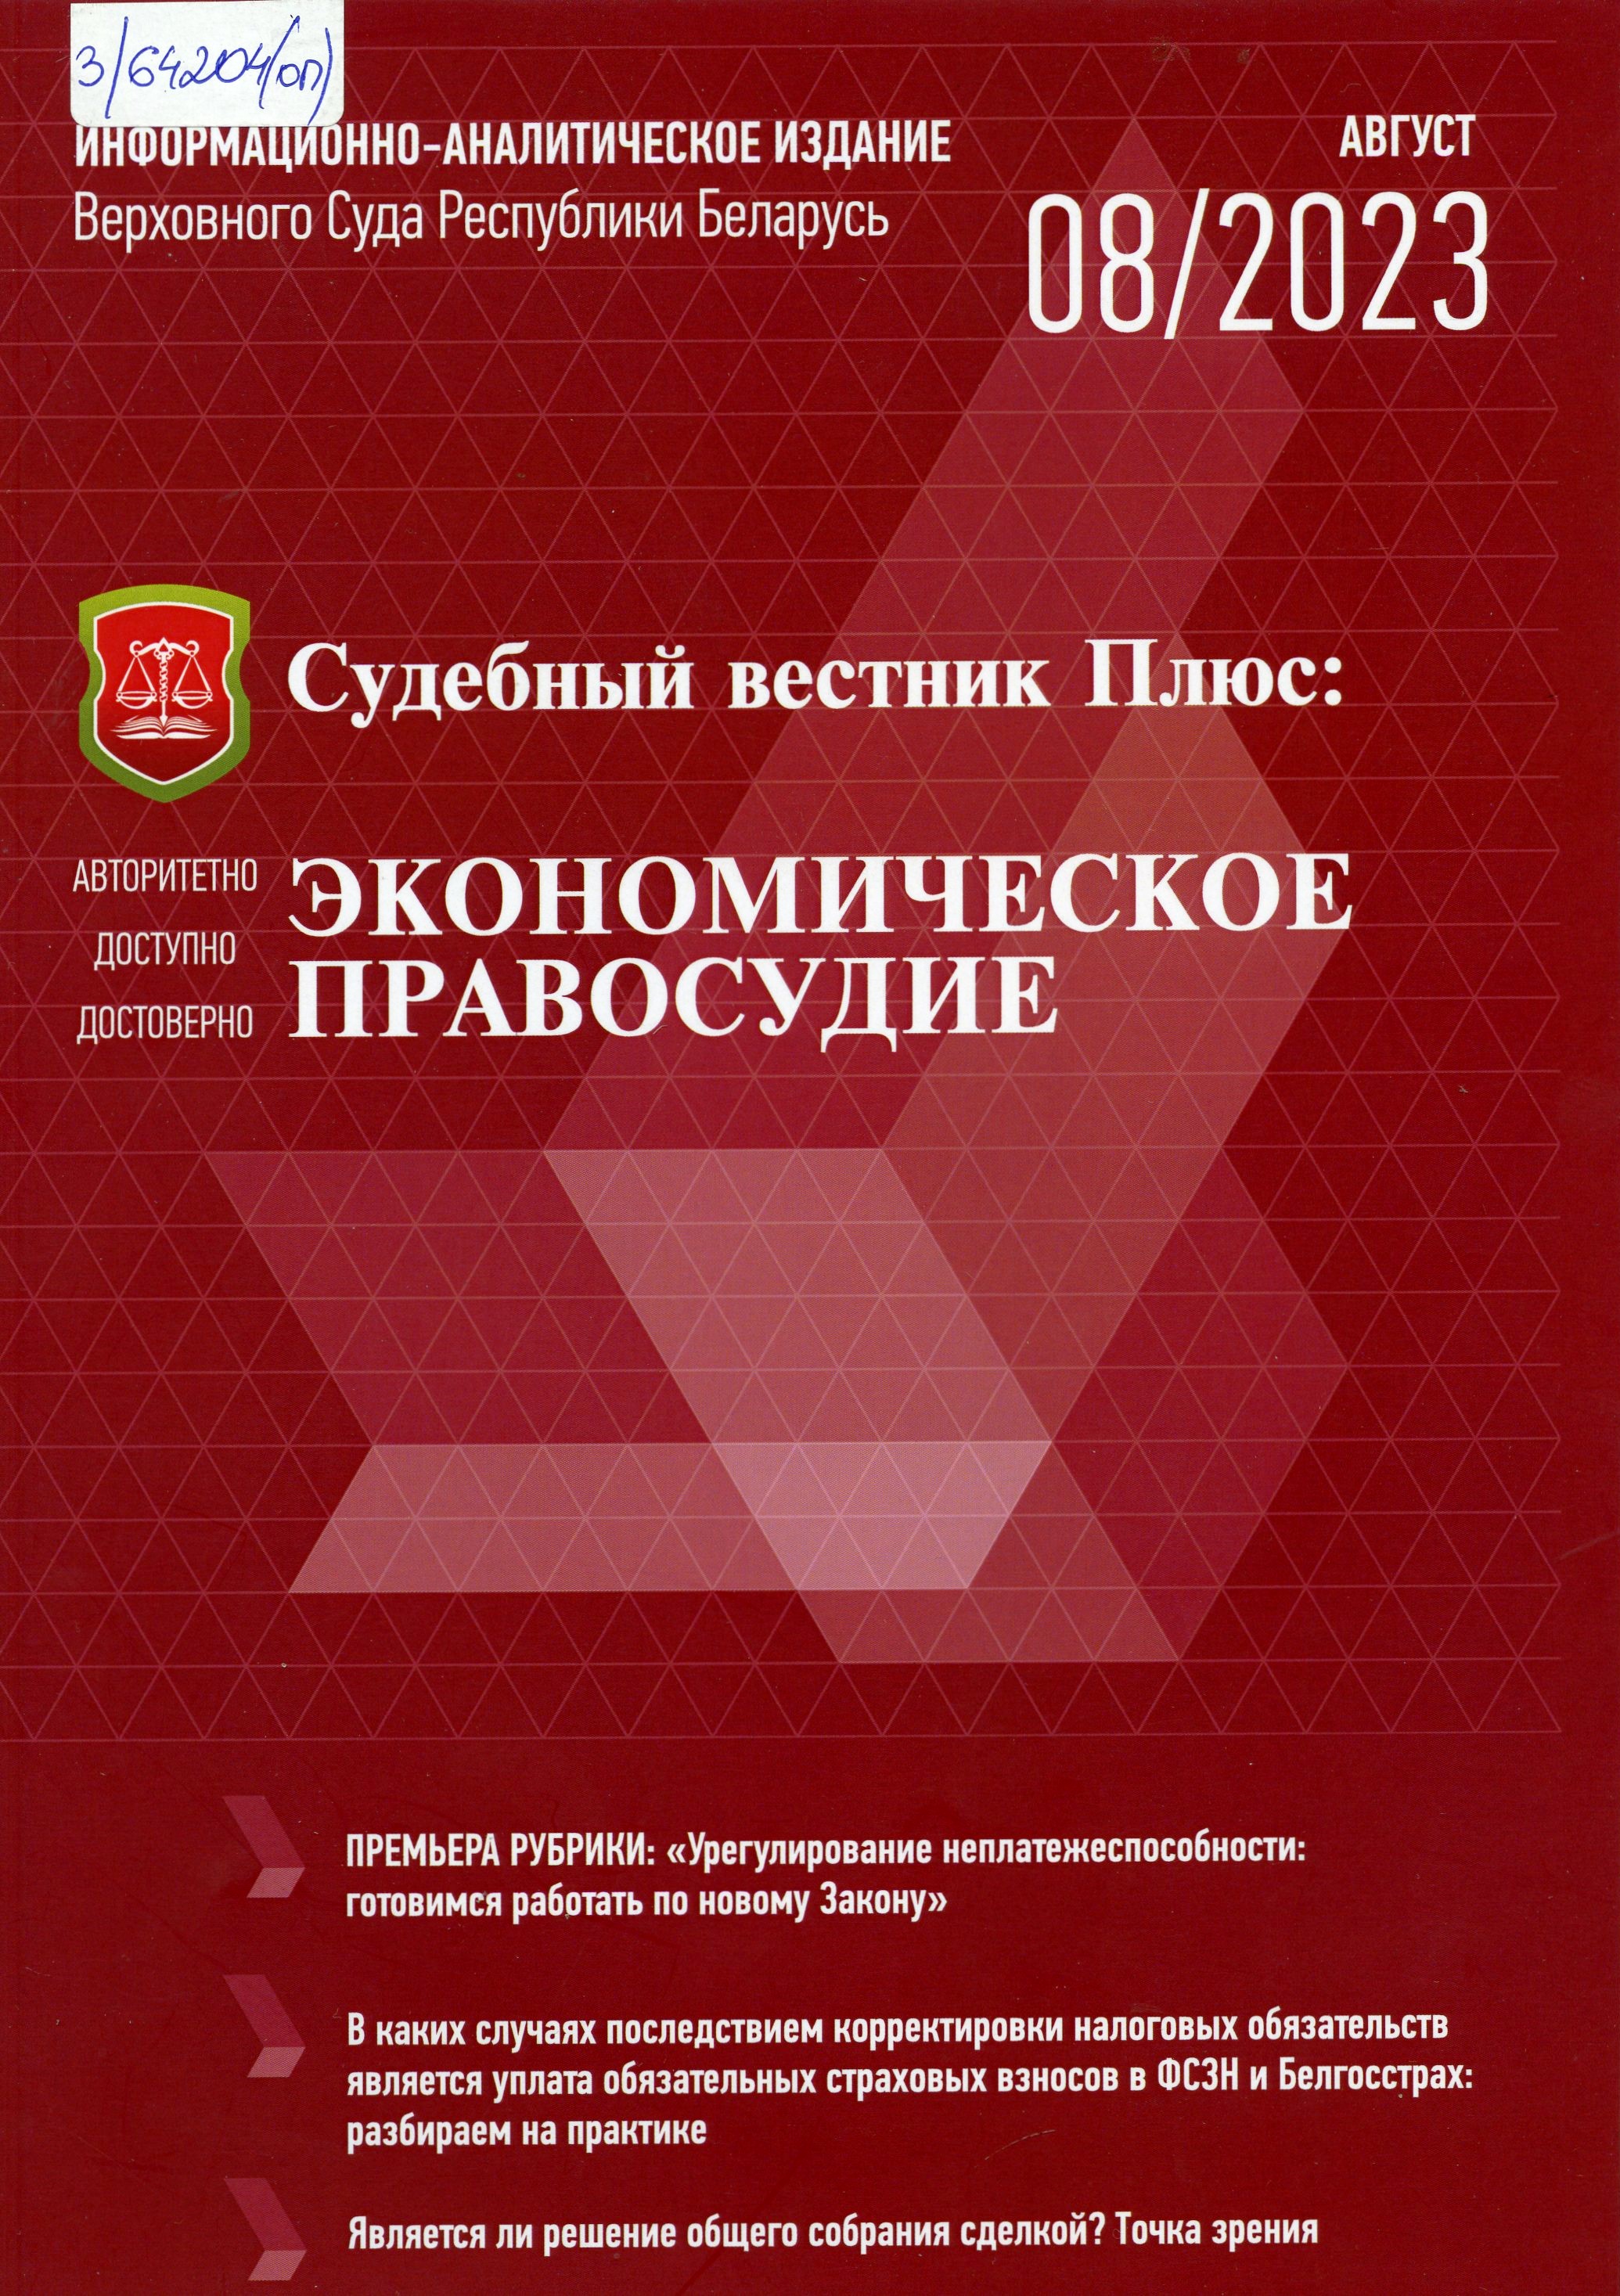 3/64204(оп)
ИНФОРМАЦИОННО-АНАЛИТИЧЕСКОЕ ИЗДАНИЕ
Верховного Суда Республики Беларусь
АВГУСТ
08/2023
Судебный вестник Плюс:
ЭКОНОМИЧЕСКОЕ
ПРАВОСУДИЕ
АВТОРИТЕТНО
ДОСТУПНО
ДОСТОВЕРНО
ПРЕМЬЕРА РУБРИКИ: «Урегулирование неплатежеспособности:
готовимся работать по новому Закону»
В каких случаях последствием корректировки налоговых обязательств
является уплата обязательных страховых взносов в ФСЗН и Белгосстрах:
разбираем на практике
Является ли решение общего собрания сделкой? Точка зрения